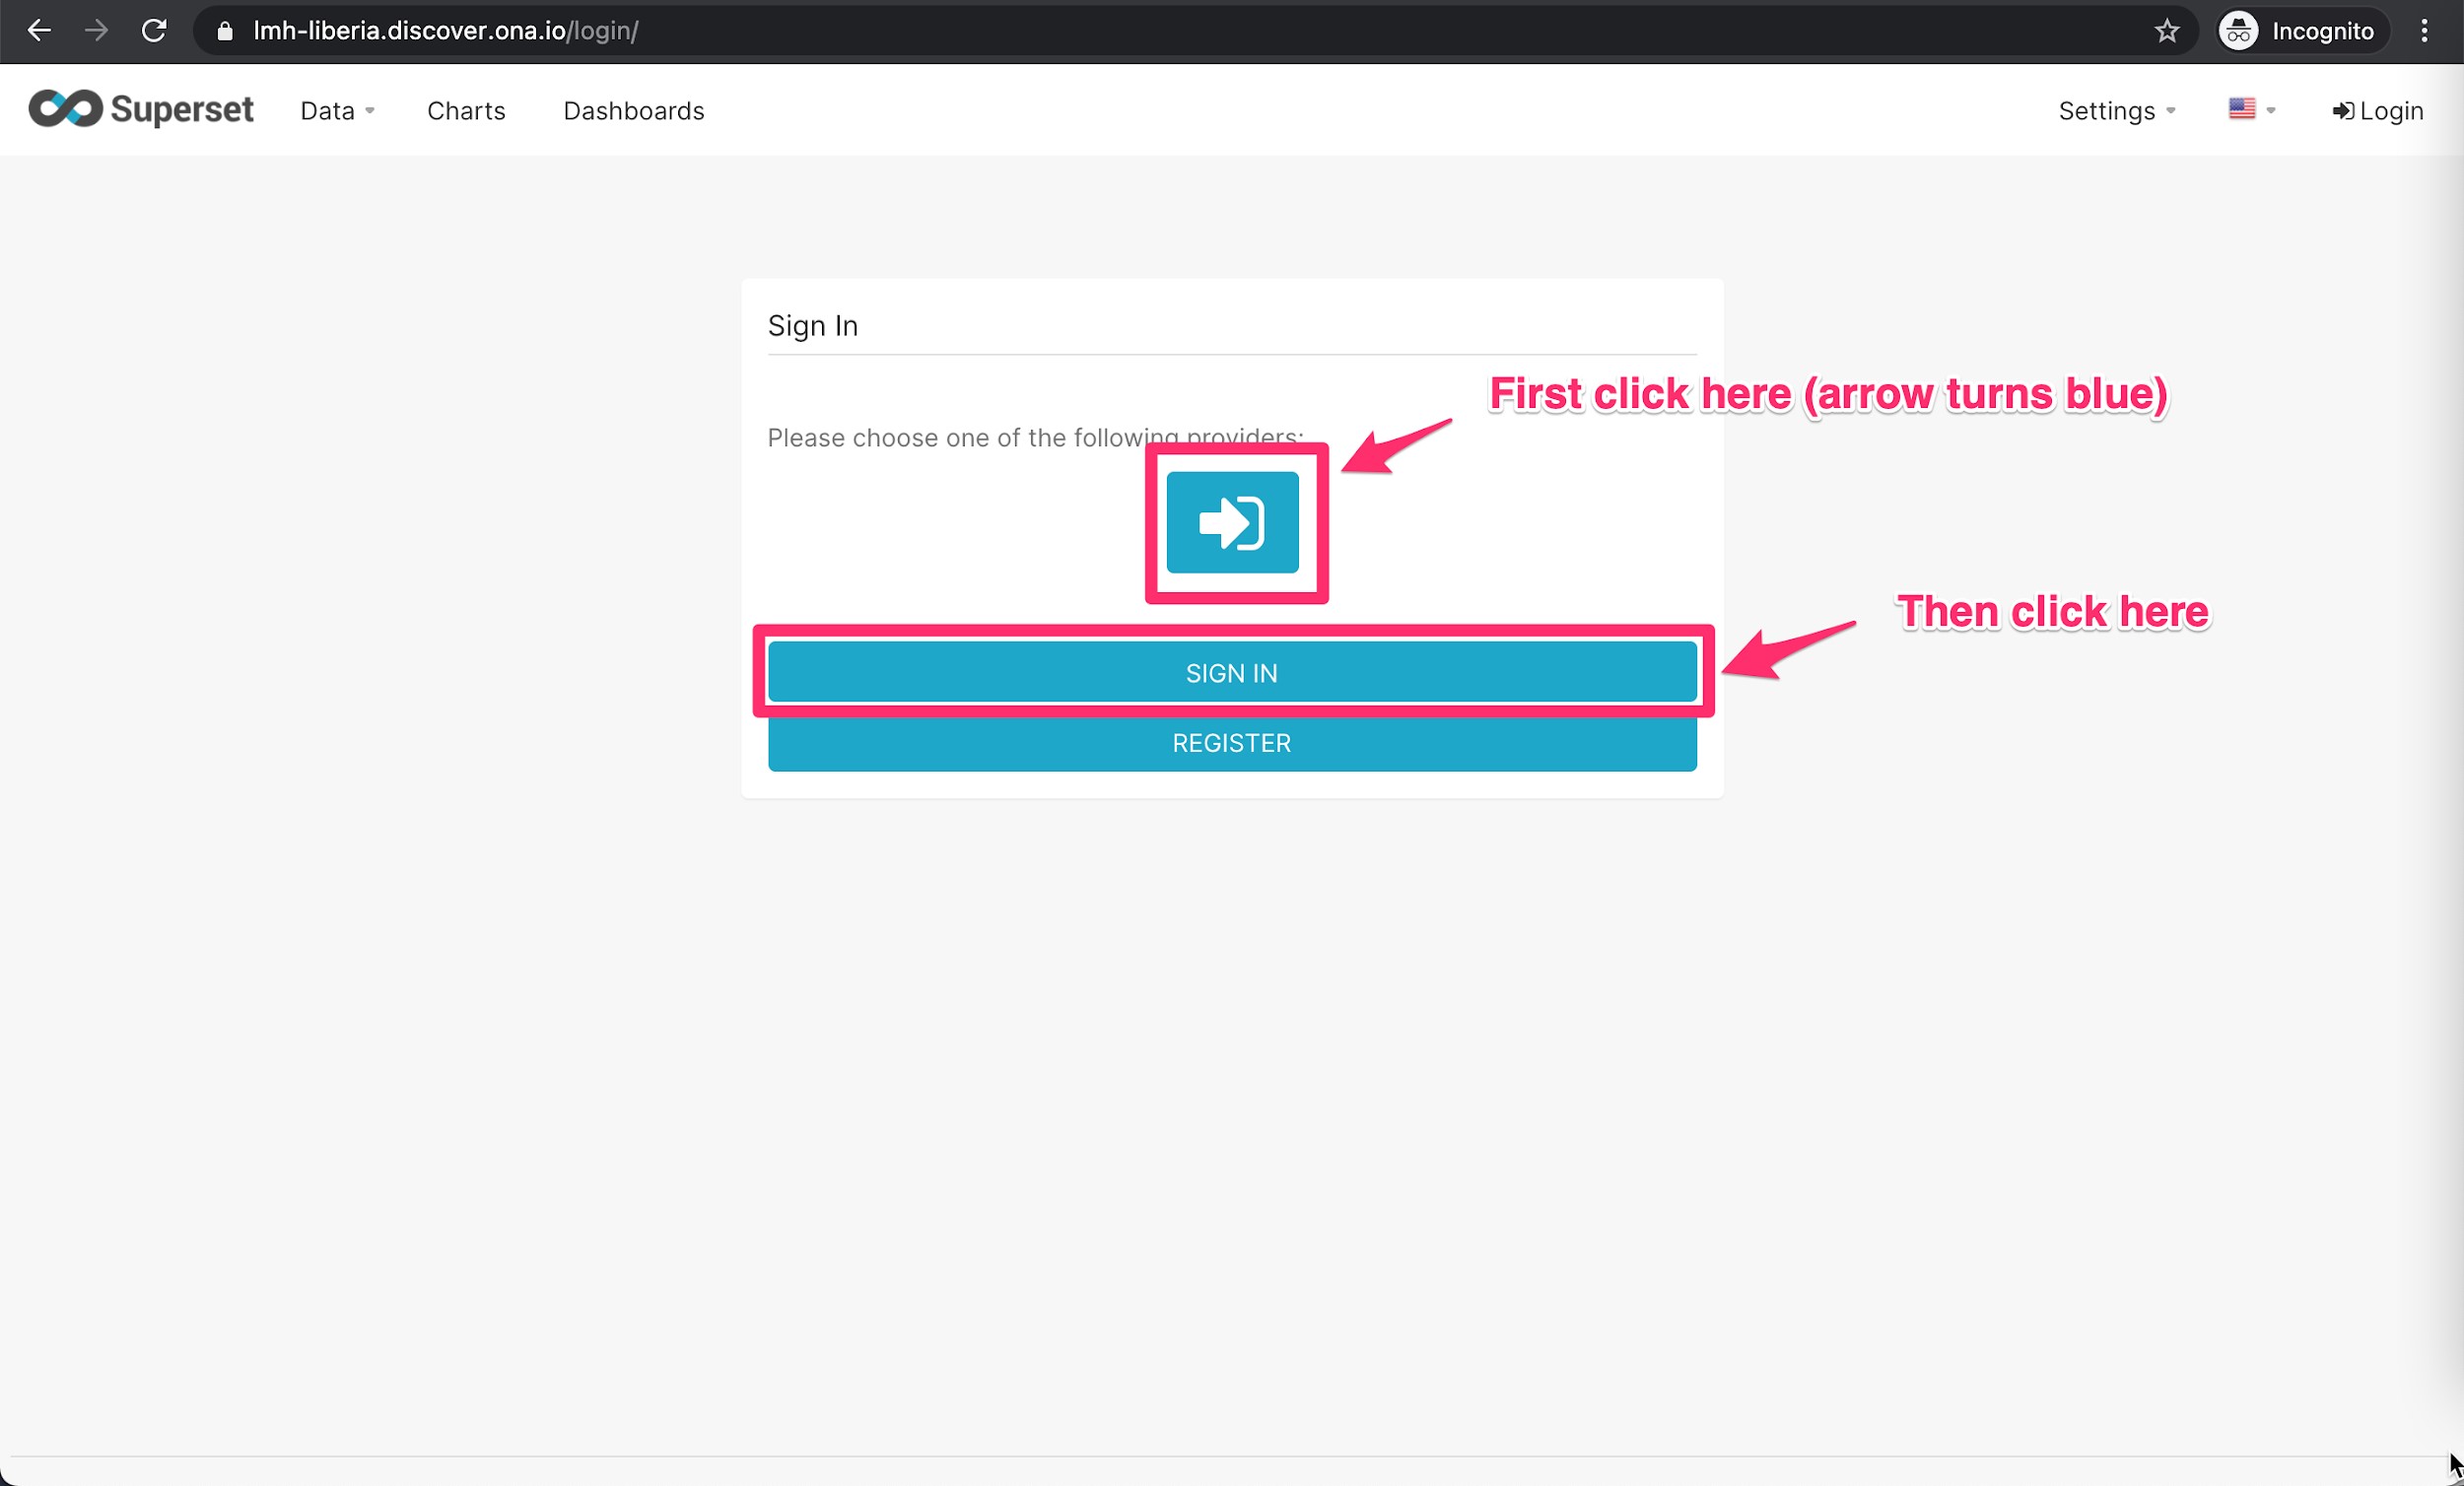 lmh-liberia.discover.ona.io/login/
Incognito
Superset
Data
Charts
Dashboards
Settings
Login
Sign In
First click here (arrow turns blue)
Please choose one of the following providers:
Then click here
SIGN IN
REGISTER